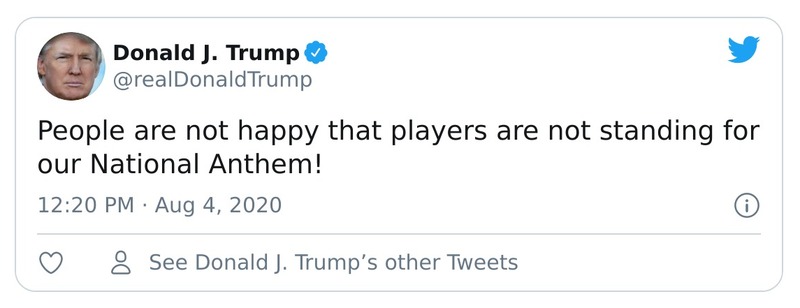 Donald J. Trump
@realDonaldTrump
People are not happy that players are not standing for
our National Anthem!
12:20 PM · Aug 4, 2020
See Donald J. Trump’s other Tweets